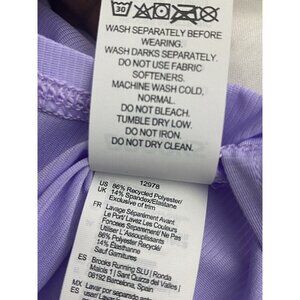 30
WASH SEPARATELY BEFORE
WEARING.
WASH DARKS SEPARATELY.
DO NOT USE FABRIC
SOFTENERS.
MACHINE WASH COLD,
NORMAL.
DO NOT BLEACH.
TUMBLE DRY LOW.
DO NOT IRON.
DO NOT DRY CLEAN.
12978
US 86% Recycled Polyester/
UK 14% Spandex/Elastane
Exclusive of trim
FR Lavage Séparément Avant
Le Port/Lavez Les Couleurs
Foncées Séparément/Ne Pas
Utiliser L'Assouplissants
86% Polyester Recyclé
14% Élasthanne
Sauf Garnitures
ES Brooks Running SLU | Ronda
Maiols 1 | Sant Quirze del Valles |
MX Lavar por separado
ES usar/